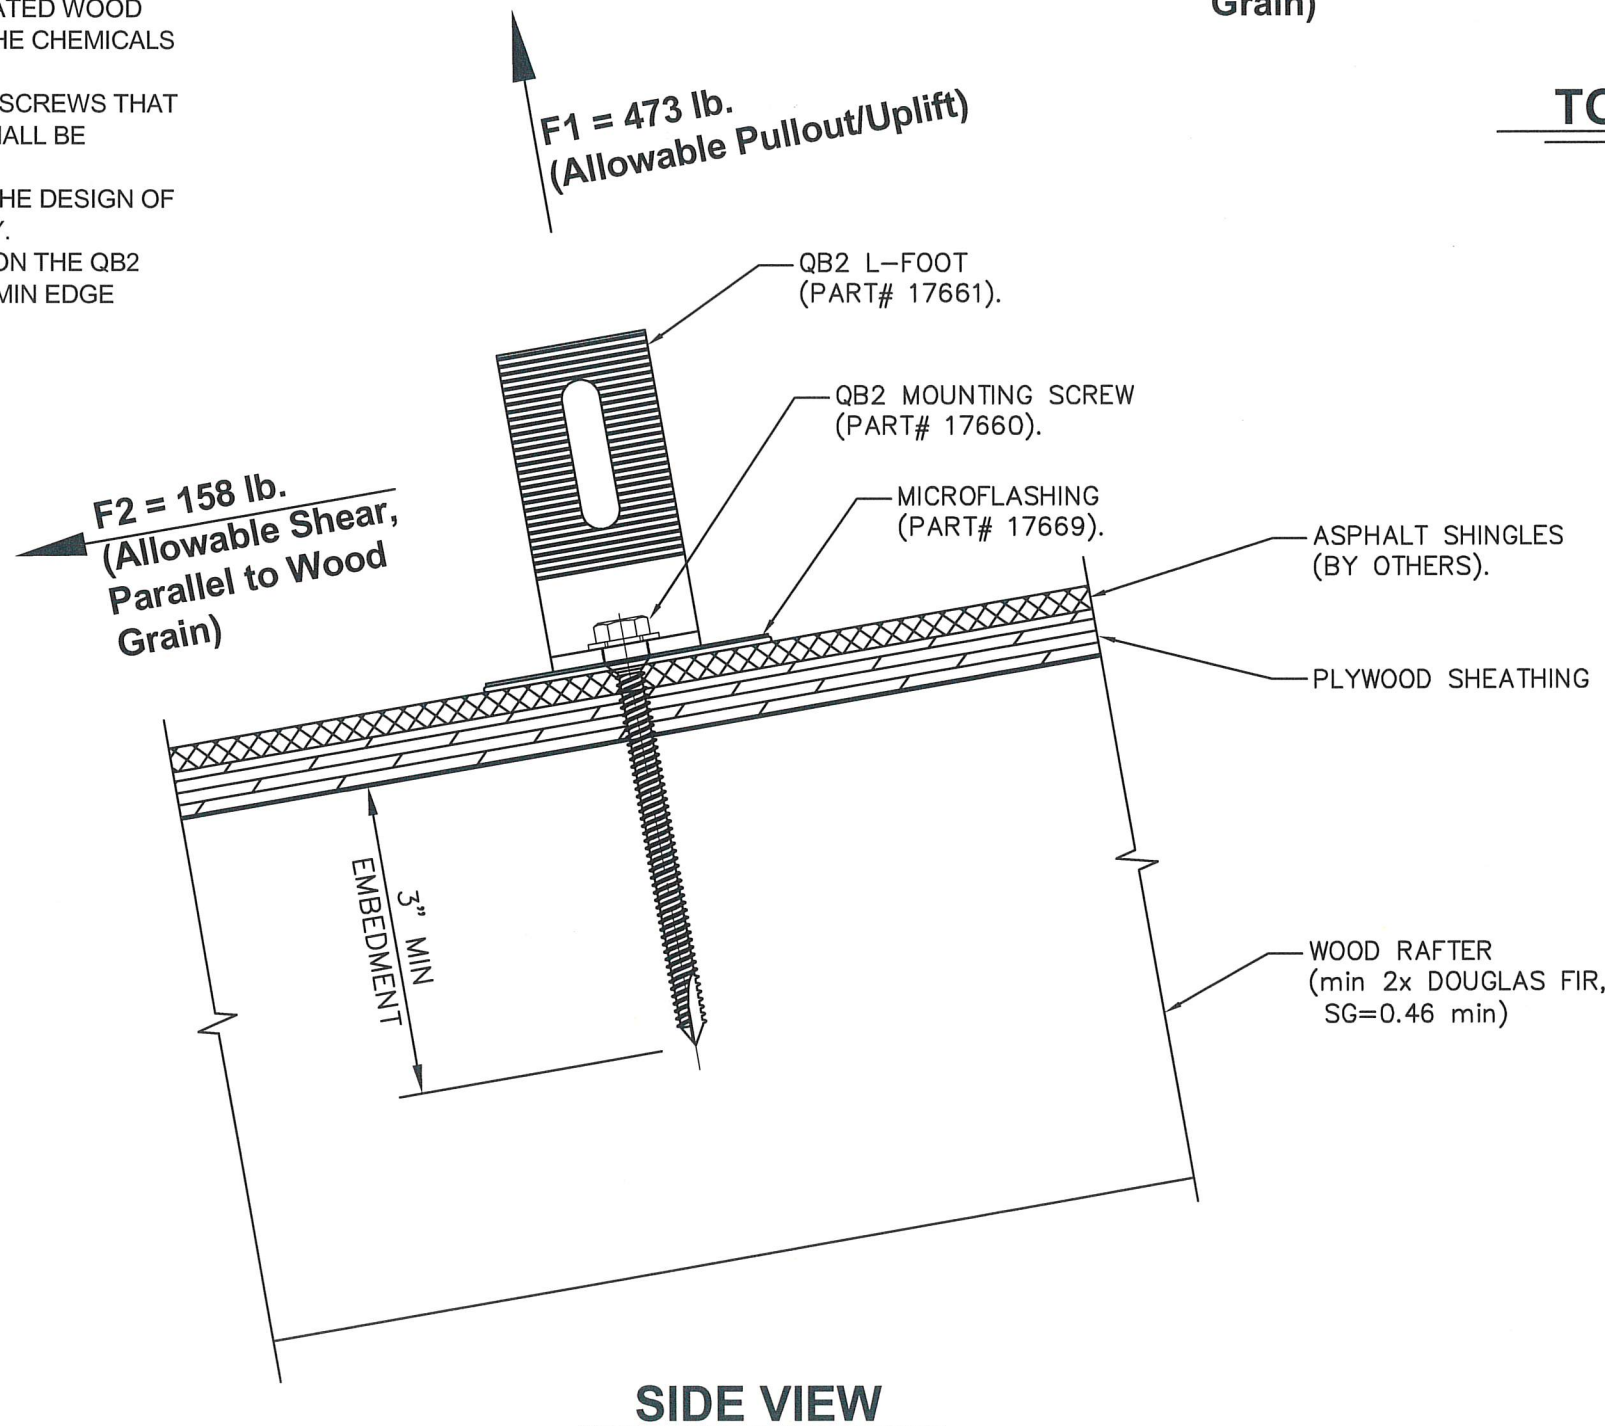 ATED WOOD
HE CHEMICALS
SCREWS THAT
HALL BE
HE DESIGN OF
Y.
ON THE QB2
MIN EDGE
Grain)
TO
F1 = 473 lb.
(Allowable Pullout/Uplift)
QB2 L-FOOT
(PART# 17661).
QB2 MOUNTING SCREW
(PART# 17660).
MICROFLASHING
(PART# 17669).
F2 = 158 lb.
(Allowable Shear,
Parallel to Wood
Grain)
ASPHALT SHINGLES
(BY OTHERS).
PLYWOOD SHEATHING
3" MIN
EMBEDMENT
WOOD RAFTER
(min 2x DOUGLAS FIR,
SG=0.46 min)
SIDE VIEW